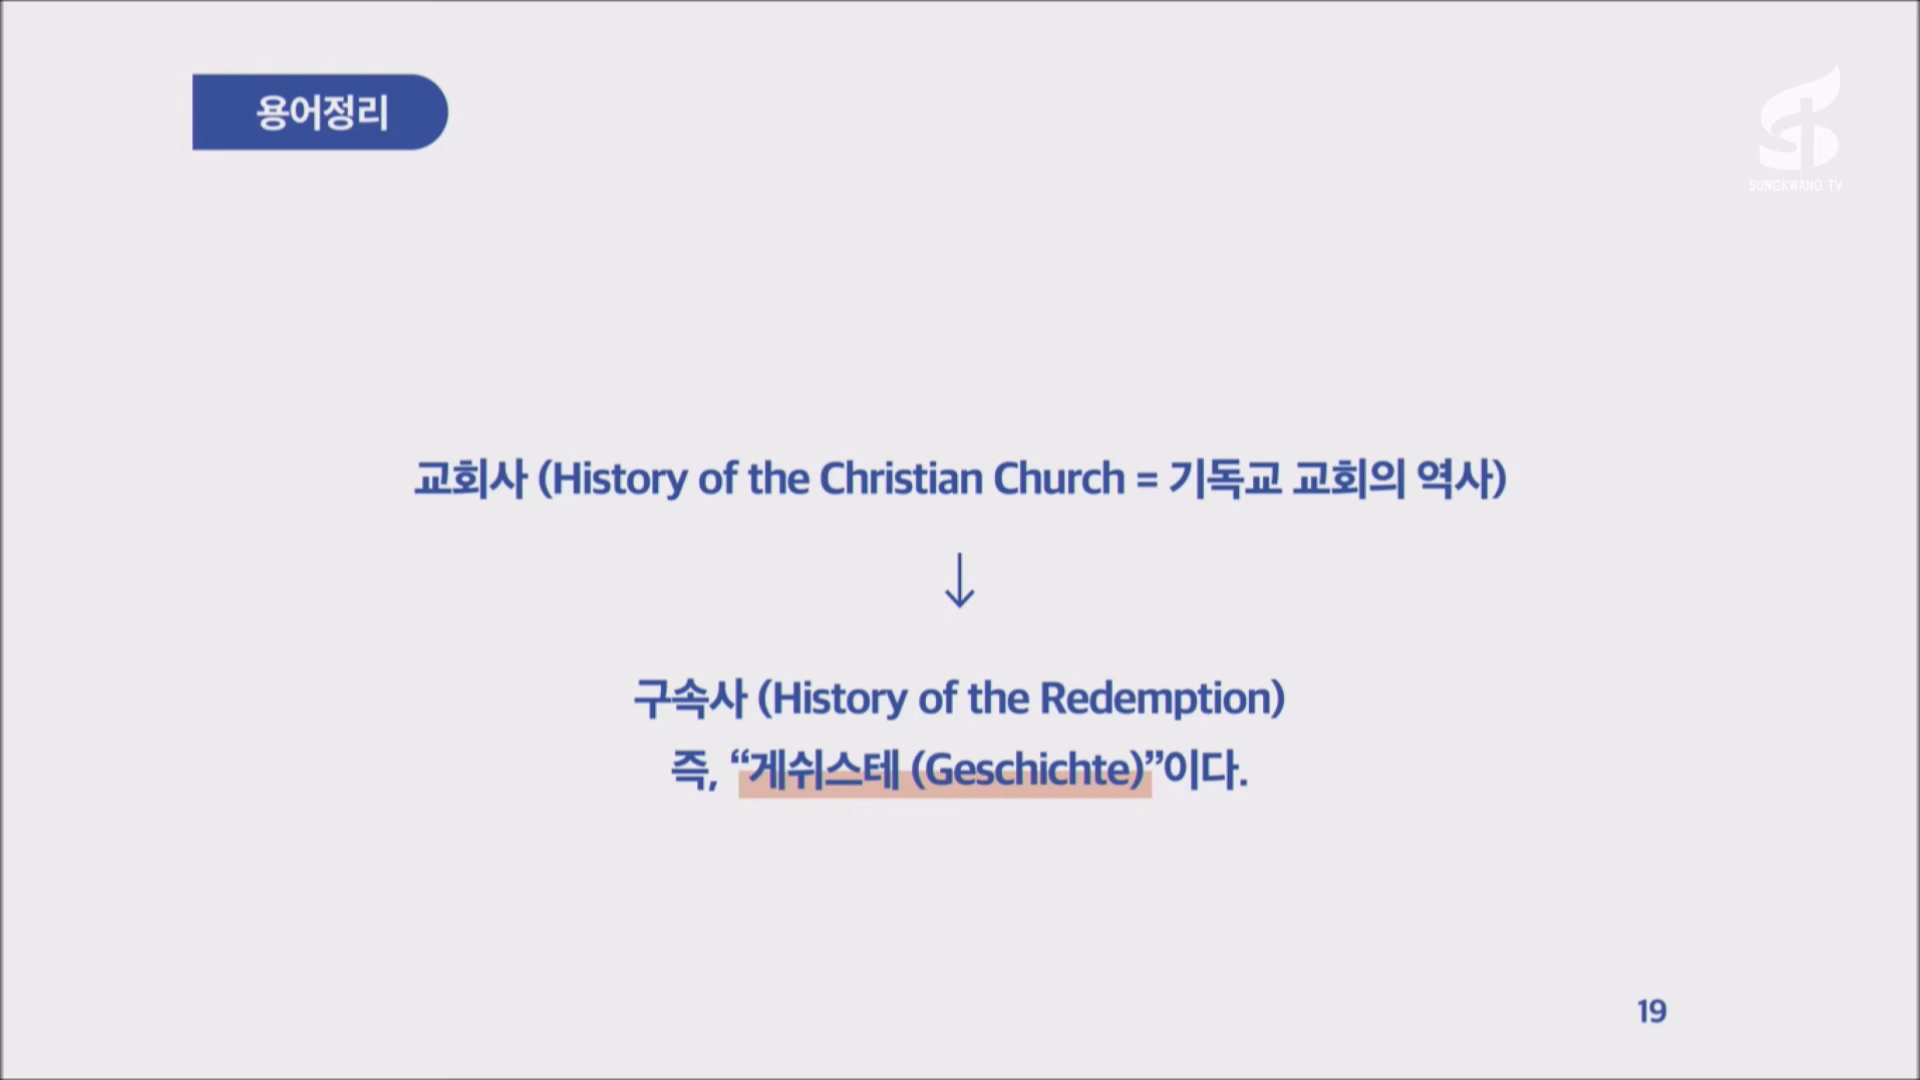 용어정리
SUNGKWANG TV
교회사 (History of the Christian Church = 기독교 교회의 역사)
↓
구속사 (History of the Redemption)
즉, “게쉬스테 (Geschichte)”이다.
19